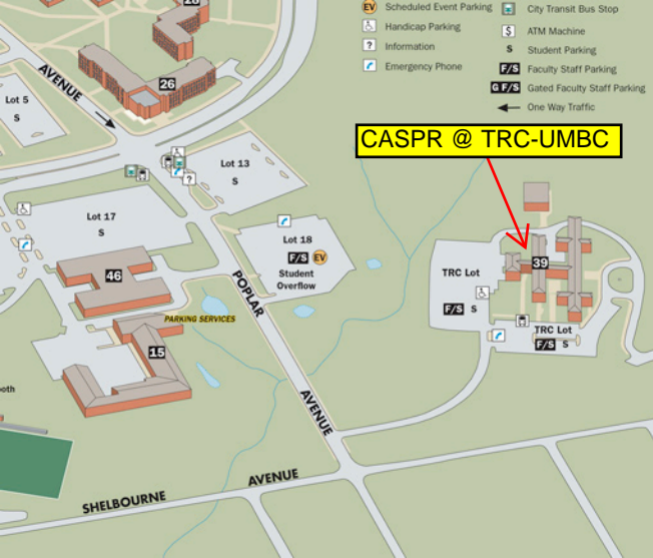 28
EV Scheduled Event Parking
Handicap Parking
? Information
Emergency Phone
City Transit Bus Stop
$ ATM Machine
S Student Parking
F/S Faculty Staff Parking
G F/S Gated Faculty Staff Parking
One Way Traffic
CASPR @ TRC-UMBC
AVENUE
26
Lot 5
S
Lot 13
S
?
Lot 17
S
Lot 18
F/S EV
Student
Overflow
46
POPLAR
PARKING SERVICES
15
39
TRC Lot
F/S S
TRC Lot
F/S S
ooth
AVENUE
AVENUE
SHELBOURNE